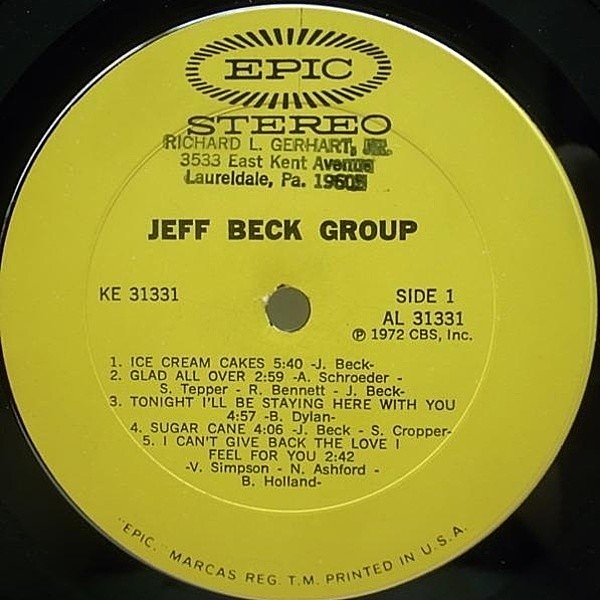 EPIC
STEREO
RICHARD L. GERHART,
3533 East Kent Avenue
Laureldale, Pa.
JEFF BECK GROUP
KE 31331
SIDE 1
AL 31331
Ⓟ 1972 CBS, Inc.
1. ICE CREAM CAKES 5:40 -J. Beck-
2. GLAD ALL OVER 2:59 -A. Schroeder -
S. Tepper - R. Bennett - J. Beck-
3. TONIGHT I'LL BE STAYING HERE WITH YOU
4:57 -B. Dylan-
4. SUGAR CANE 4:06 -J. Beck - S. Cropper-
5. I CAN'T GIVE BACK THE LOVE I
FEEL FOR YOU 2:42
-V. Simpson - N. Ashford -
B. Holland-
"EPIC," MARCAS REG. T.M. PRINTED IN U.S.A.